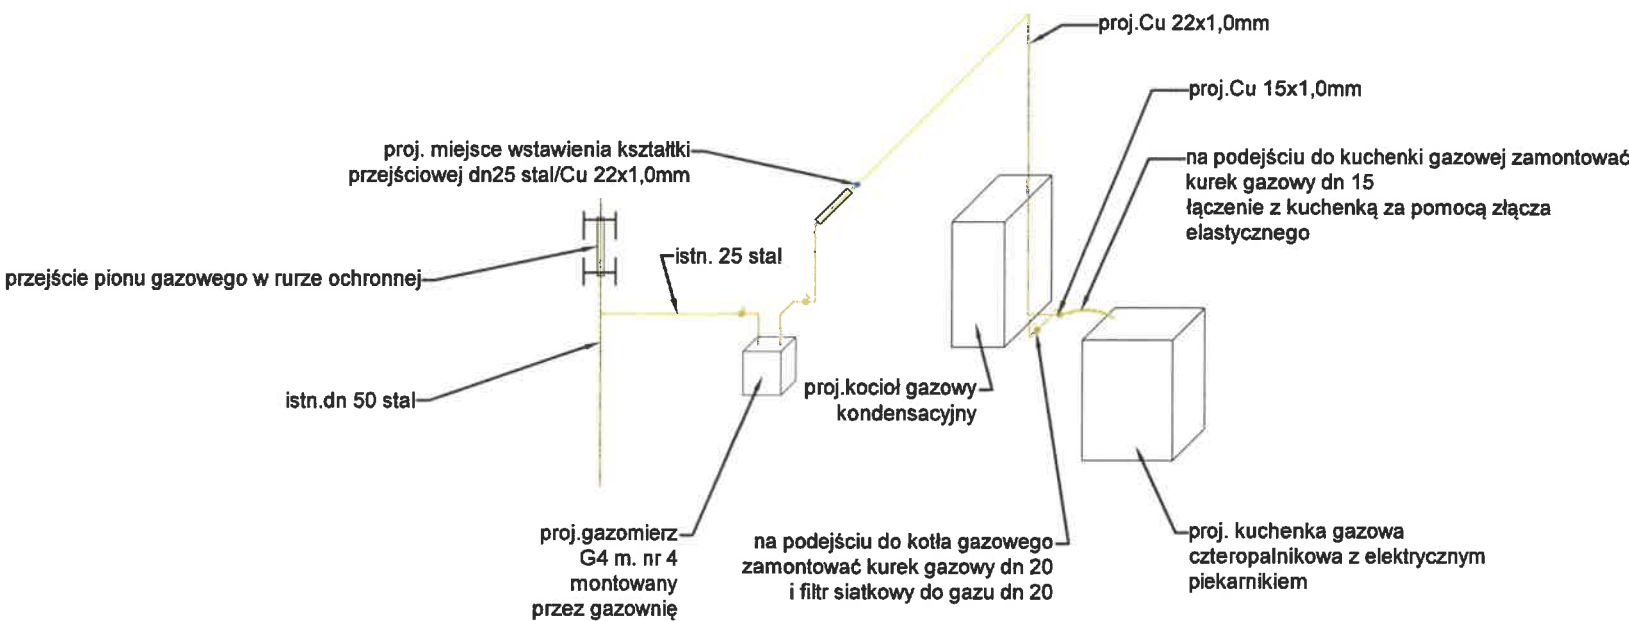 proj.Cu 22x1,0mm
proj.Cu 15x1,0mm
proj. miejsce wstawienia kształtki
przejściowej dn25 stal/Cu 22x1,0mm
na podejściu do kuchenki gazowej zamontować
kurek gazowy dn 15
łączenie z kuchenką za pomocą złącza
elastycznego
istn. 25 stal
przejście pionu gazowego w rurze ochronnej
istn.dn 50 stal
proj.kocioł gazowy
kondensacyjny
proj.gazomierz
G4 m. nr 4
montowany
przez gazownię
na podejściu do kotła gazowego
zamontować kurek gazowy dn 20
i filtr siatkowy do gazu dn 20
proj. kuchenka gazowa
czteropalnikowa z elektrycznym
piekarnikiem